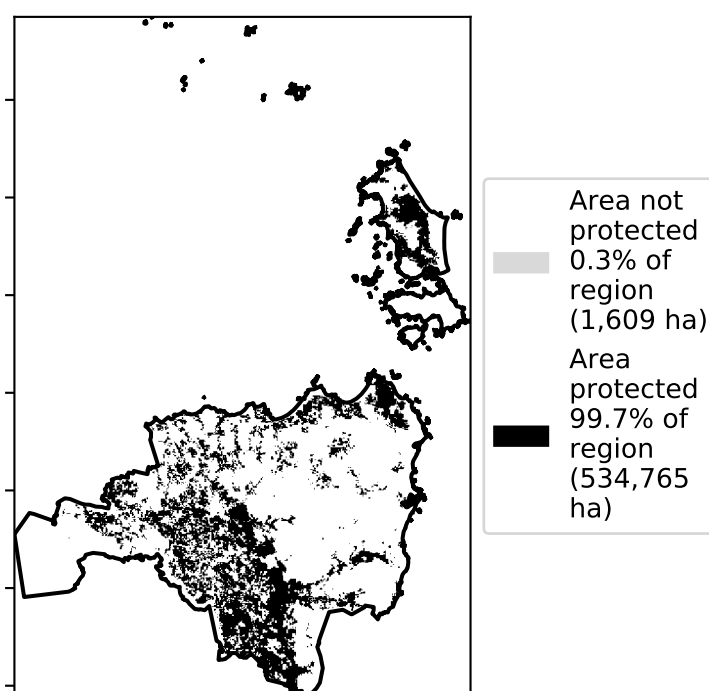 Area not
protected
0.3% of
region
(1,609 ha)
Area
protected
99.7% of
region
(534,765
ha)